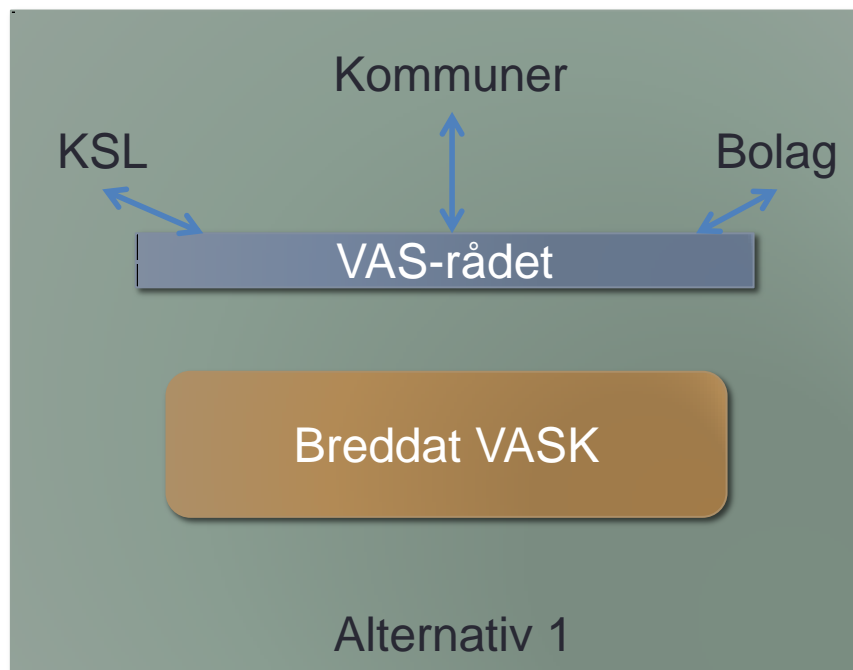 Kommuner
KSL
Bolag
VAS-rådet
Breddat VASK
Alternativ 1